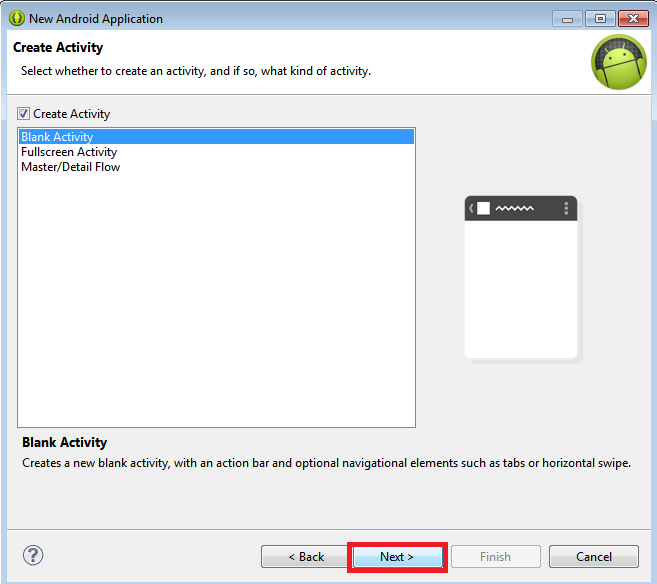 New Android Application
Create Activity
Select whether to create an activity, and if so, what kind of activity.
Create Activity
Blank Activity
Fullscreen Activity
Master/Detail Flow
Blank Activity
Creates a new blank activity, with an action bar and optional navigational elements such as tabs or horizontal swipe.
? < Back Next > Finish Cancel